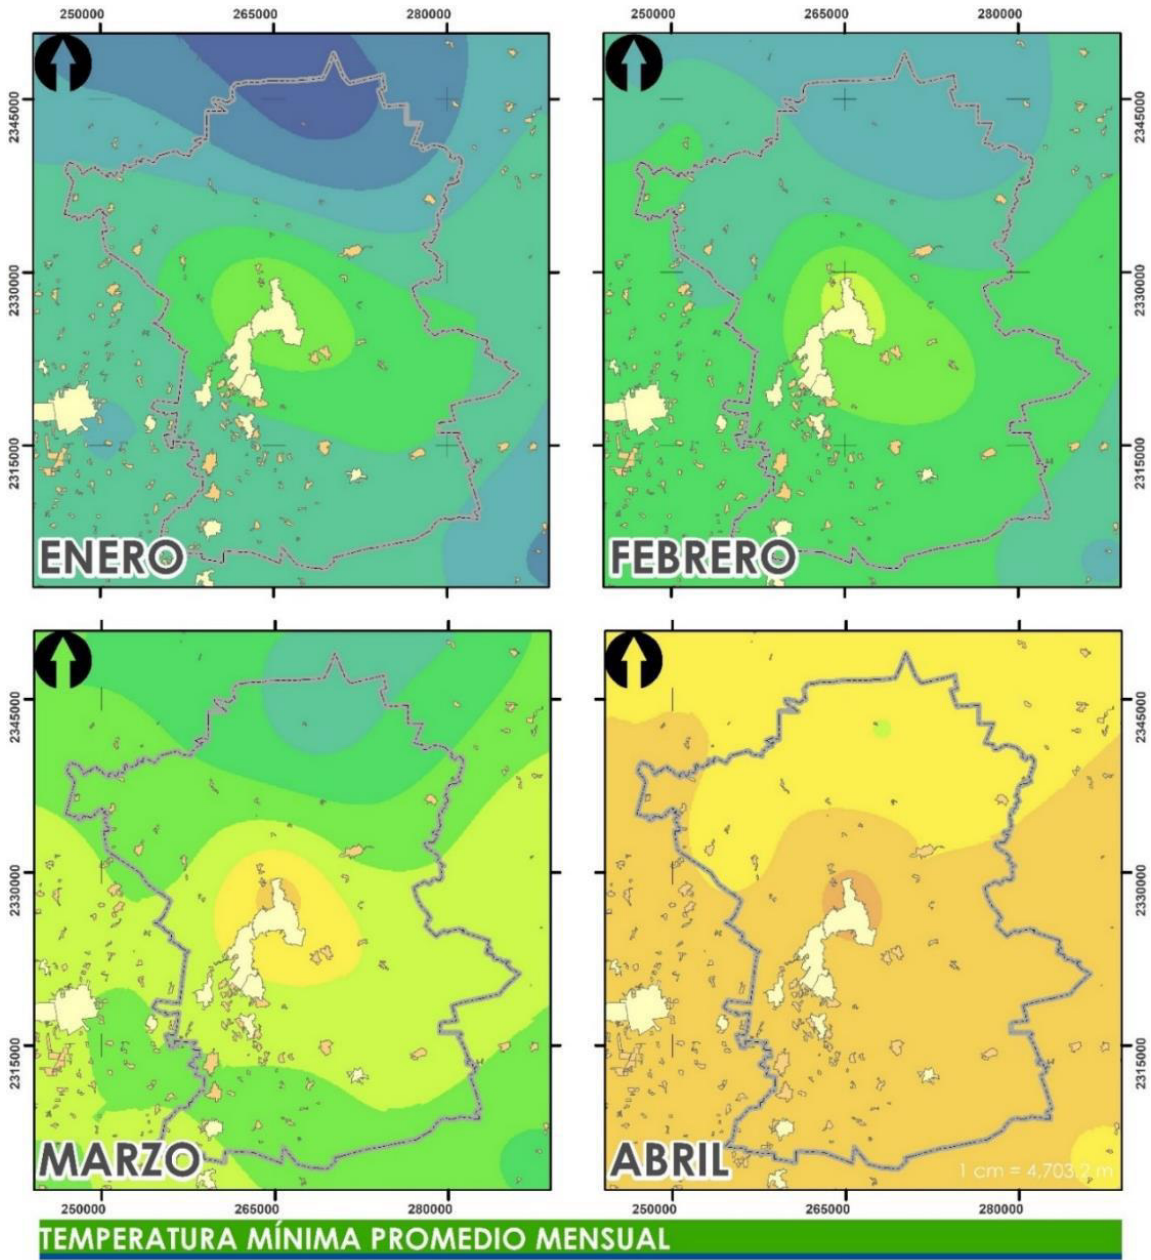 250000 265000 280000 250000 265000 280000
2345000 2345000
2330000 2330000
2315000 2315000
ENERO FEBRERO
2345000 2345000
2330000 2330000
2315000 2315000
MARZO ABRIL
1 cm = 4,703.2 m
250000 265000 280000 250000 265000 280000
TEMPERATURA MÍNIMA PROMEDIO MENSUAL